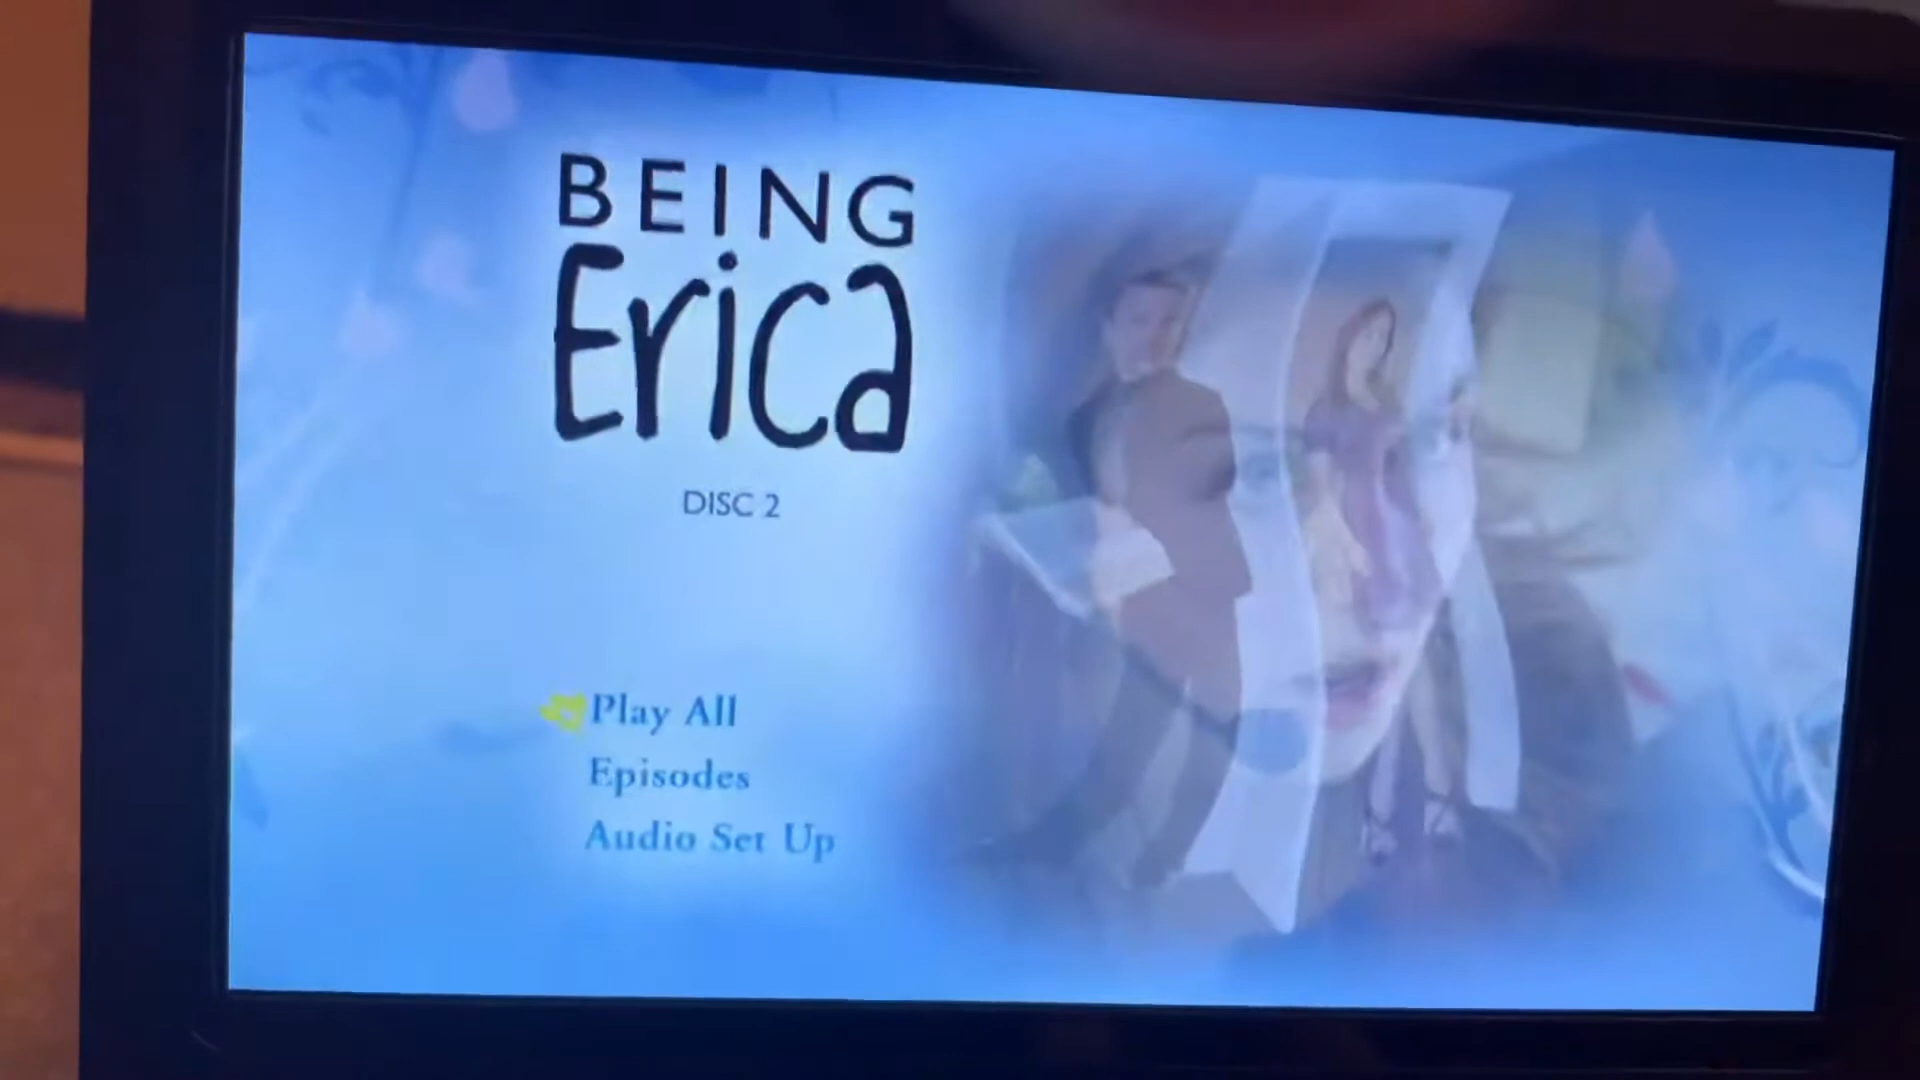 BEING
Erica
DISC 2
Play All
Episodes
Audio Set Up